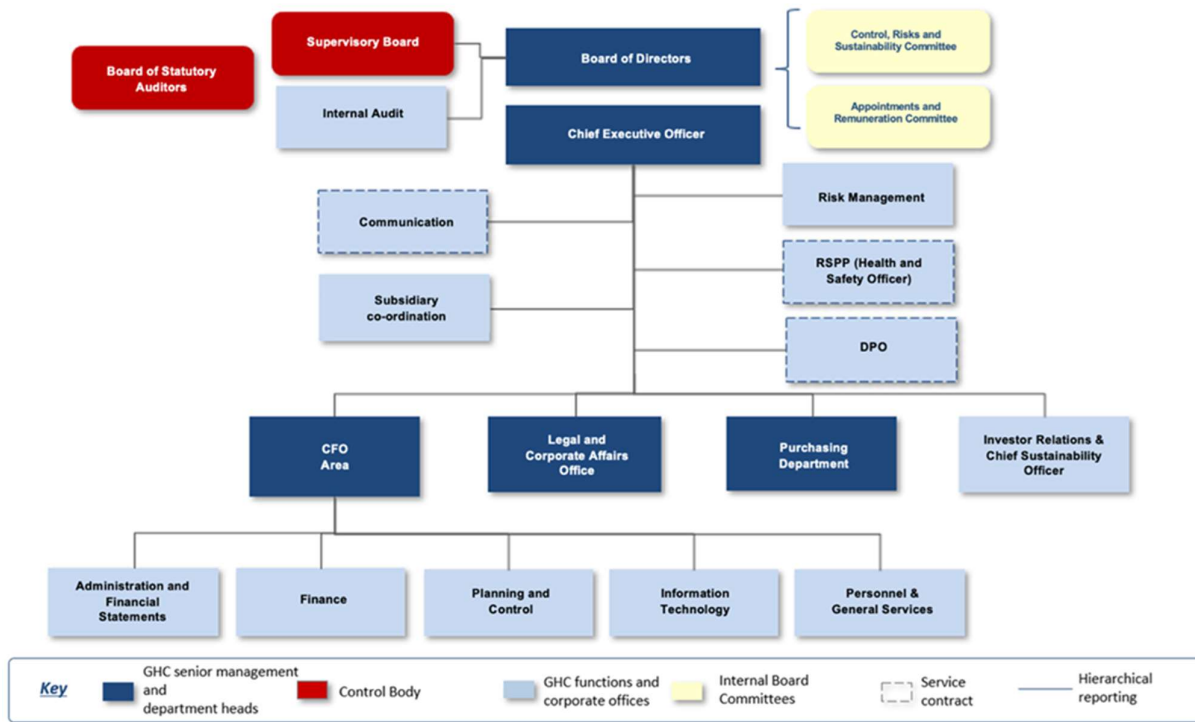 Supervisory Board
Board of Directors
Control, Risks and
Sustainability Committee
Board of Statutory
Auditors
Internal Audit
Appointments and
Remuneration Committee
Chief Executive Officer
Communication
Risk Management
RSPP (Health and
Safety Officer)
Subsidiary
co-ordination
DPO
CFO
Area
Legal and
Corporate Affairs
Office
Purchasing
Department
Investor Relations &
Chief Sustainability
Officer
Administration and
Financial
Statements
Finance
Planning and
Control
Information
Technology
Personnel &
General Services
Key
GHC senior management
and
department heads
Control Body
GHC functions and
corporate offices
Internal Board
Committees
Service
contract
Hierarchical
reporting